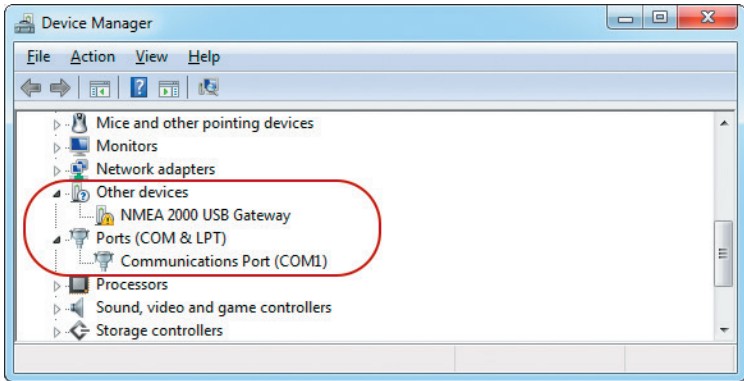 Device Manager
File Action View Help
Mice and other pointing devices
Monitors
Network adapters
Other devices
NMEA 2000 USB Gateway
Ports (COM & LPT)
Communications Port (COM1)
Processors
Sound, video and game controllers
Storage controllers